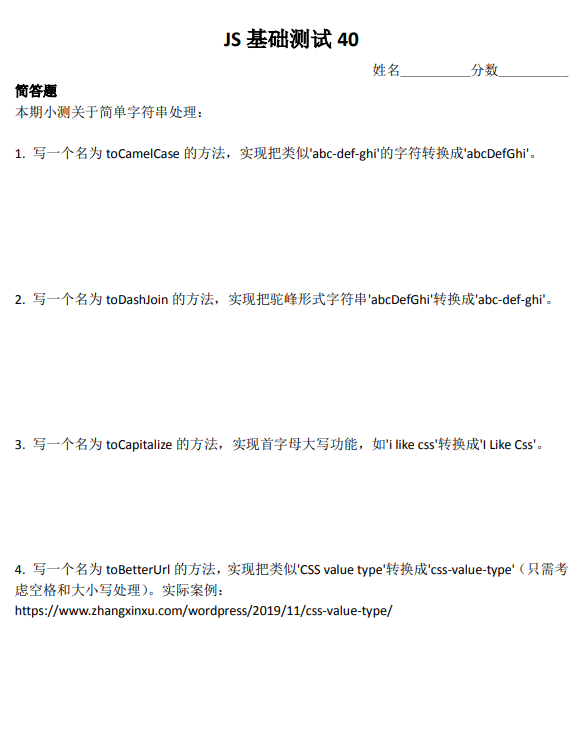 JS 基础测试 40
姓名__________分数__________
简答题
本期小测关于简单字符串处理：
1. 写一个名为 toCamelCase 的方法，实现把类似'abc-def-ghi'的字符转换成'abcDefGhi'。
2. 写一个名为 toDashJoin 的方法，实现把驼峰形式字符串'abcDefGhi'转换成'abc-def-ghi'。
3. 写一个名为 toCapitalize 的方法，实现首字母大写功能，如'i like css'转换成'I Like Css'。
4. 写一个名为 toBetterUrl 的方法，实现把类似'CSS value type'转换成'css-value-type'（只需考
虑空格和大小写处理）。实际案例：
https://www.zhangxinxu.com/wordpress/2019/11/css-value-type/